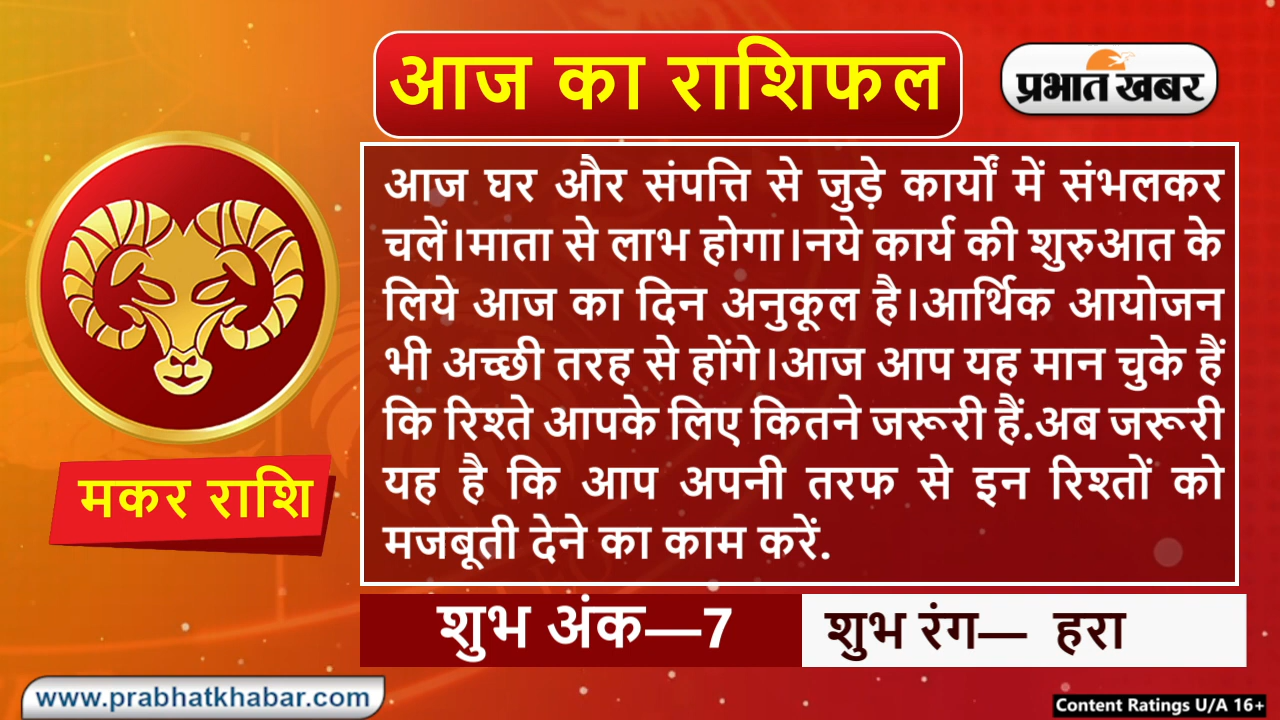 आज का राशिफल
प्रभात खबर
आज घर और संपत्ति से जुड़े कार्यों में संभलकर
चलें।माता से लाभ होगा।नये कार्य की शुरुआत के
लिये आज का दिन अनुकूल है।आर्थिक आयोजन
भी अच्छी तरह से होंगे।आज आप यह मान चुके हैं
कि रिश्ते आपके लिए कितने जरूरी हैं.अब जरूरी
यह है कि आप अपनी तरफ से इन रिश्तों को
मजबूती देने का काम करें.
मकर राशि
शुभ अंक—7
शुभ रंग— हरा
www.prabhatkhabar.com
Content Ratings U/A 16+